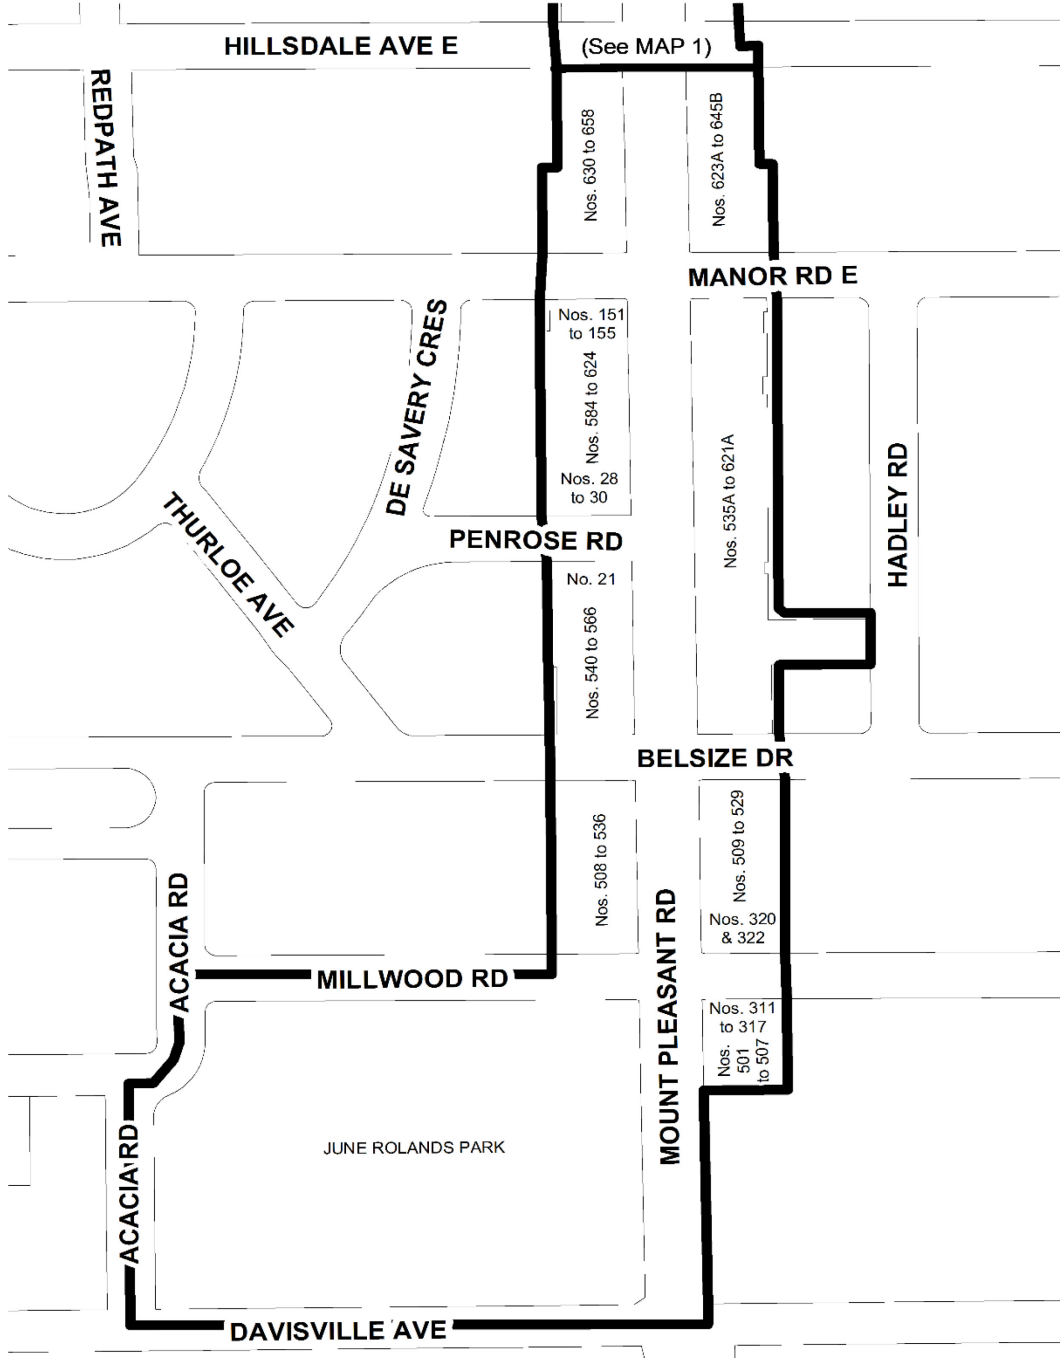 HILLSDALE AVE E
(See MAP 1)
REDPATH AVE
Nos. 630 to 658
Nos. 623A to 645B
MANOR RD E
Nos. 151
to 155
DE SAVERY CRES
Nos. 584 to 624
Nos. 535A to 621A
HADLEY RD
Nos. 28
to 30
THURLOE AVE
PENROSE RD
No. 21
Nos. 540 to 566
BELSIZE DR
Nos. 508 to 536
Nos. 509 to 529
ACACIA RD
MOUNT PLEASANT RD
Nos. 320
& 322
MILLWOOD RD
Nos. 311
to 317
Nos.
501
to 507
ACACIA RD
JUNE ROLANDS PARK
DAVISVILLE AVE